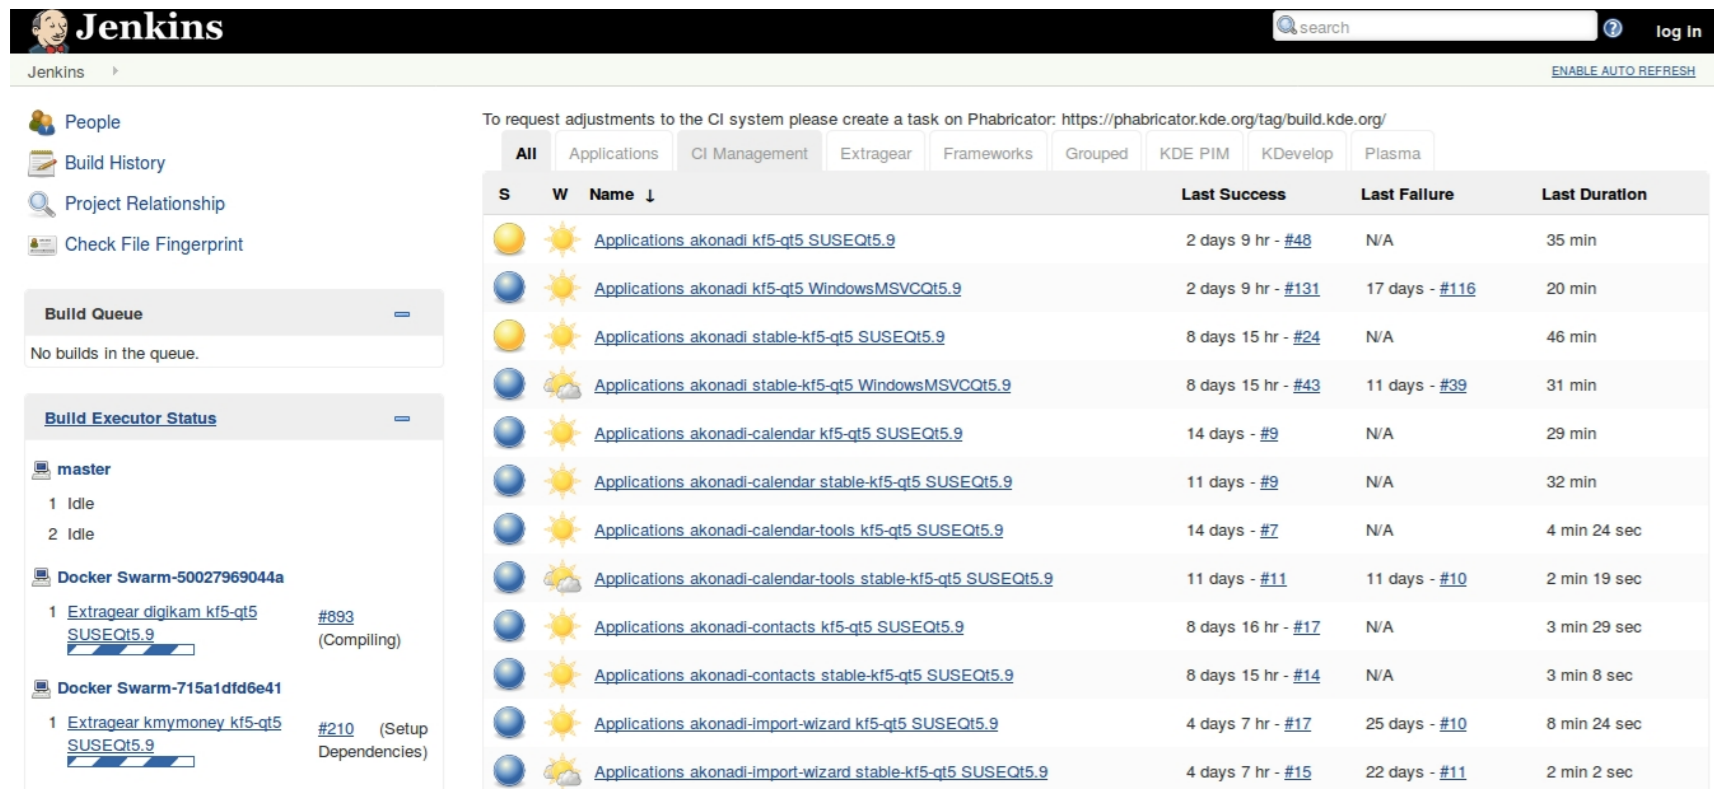 Jenkins
search
log in
Jenkins
ENABLE AUTO REFRESH
People
Build History
Project Relationship
Check File Fingerprint
Build Queue
No builds in the queue.
Build Executor Status
master
1 Idle
2 Idle
Docker Swarm-50027969044a
1 Extragear digikam kf5-qt5 #893
SUSEQt5.9 (Compiling)
Docker Swarm-715a1dfd6e41
1 Extragear kmymoney kf5-qt5 #210 (Setup
SUSEQt5.9 Dependencies)
To request adjustments to the CI system please create a task on Phabricator: https://phabricator.kde.org/tag/build.kde.org/
All Applications CI Management Extragear Frameworks Grouped KDE PIM KDevelop Plasma
S W Name ↓ Last Success Last Failure Last Duration
Applications akonadi kf5-qt5 SUSEQt5.9 2 days 9 hr - #48 N/A 35 min
Applications akonadi kf5-qt5 WindowsMSVCQt5.9 2 days 9 hr - #131 17 days - #116 20 min
Applications akonadi stable-kf5-qt5 SUSEQt5.9 8 days 15 hr - #24 N/A 46 min
Applications akonadi stable-kf5-qt5 WindowsMSVCQt5.9 8 days 15 hr - #43 11 days - #39 31 min
Applications akonadi-calendar kf5-qt5 SUSEQt5.9 14 days - #9 N/A 29 min
Applications akonadi-calendar stable-kf5-qt5 SUSEQt5.9 11 days - #9 N/A 32 min
Applications akonadi-calendar-tools kf5-qt5 SUSEQt5.9 14 days - #7 N/A 4 min 24 sec
Applications akonadi-calendar-tools stable-kf5-qt5 SUSEQt5.9 11 days - #11 11 days - #10 2 min 19 sec
Applications akonadi-contacts kf5-qt5 SUSEQt5.9 8 days 16 hr - #17 N/A 3 min 29 sec
Applications akonadi-contacts stable-kf5-qt5 SUSEQt5.9 8 days 15 hr - #14 N/A 3 min 8 sec
Applications akonadi-import-wizard kf5-qt5 SUSEQt5.9 4 days 7 hr - #17 25 days - #10 8 min 24 sec
Applications akonadi-import-wizard stable-kf5-qt5 SUSEQt5.9 4 days 7 hr - #15 22 days - #11 2 min 2 sec